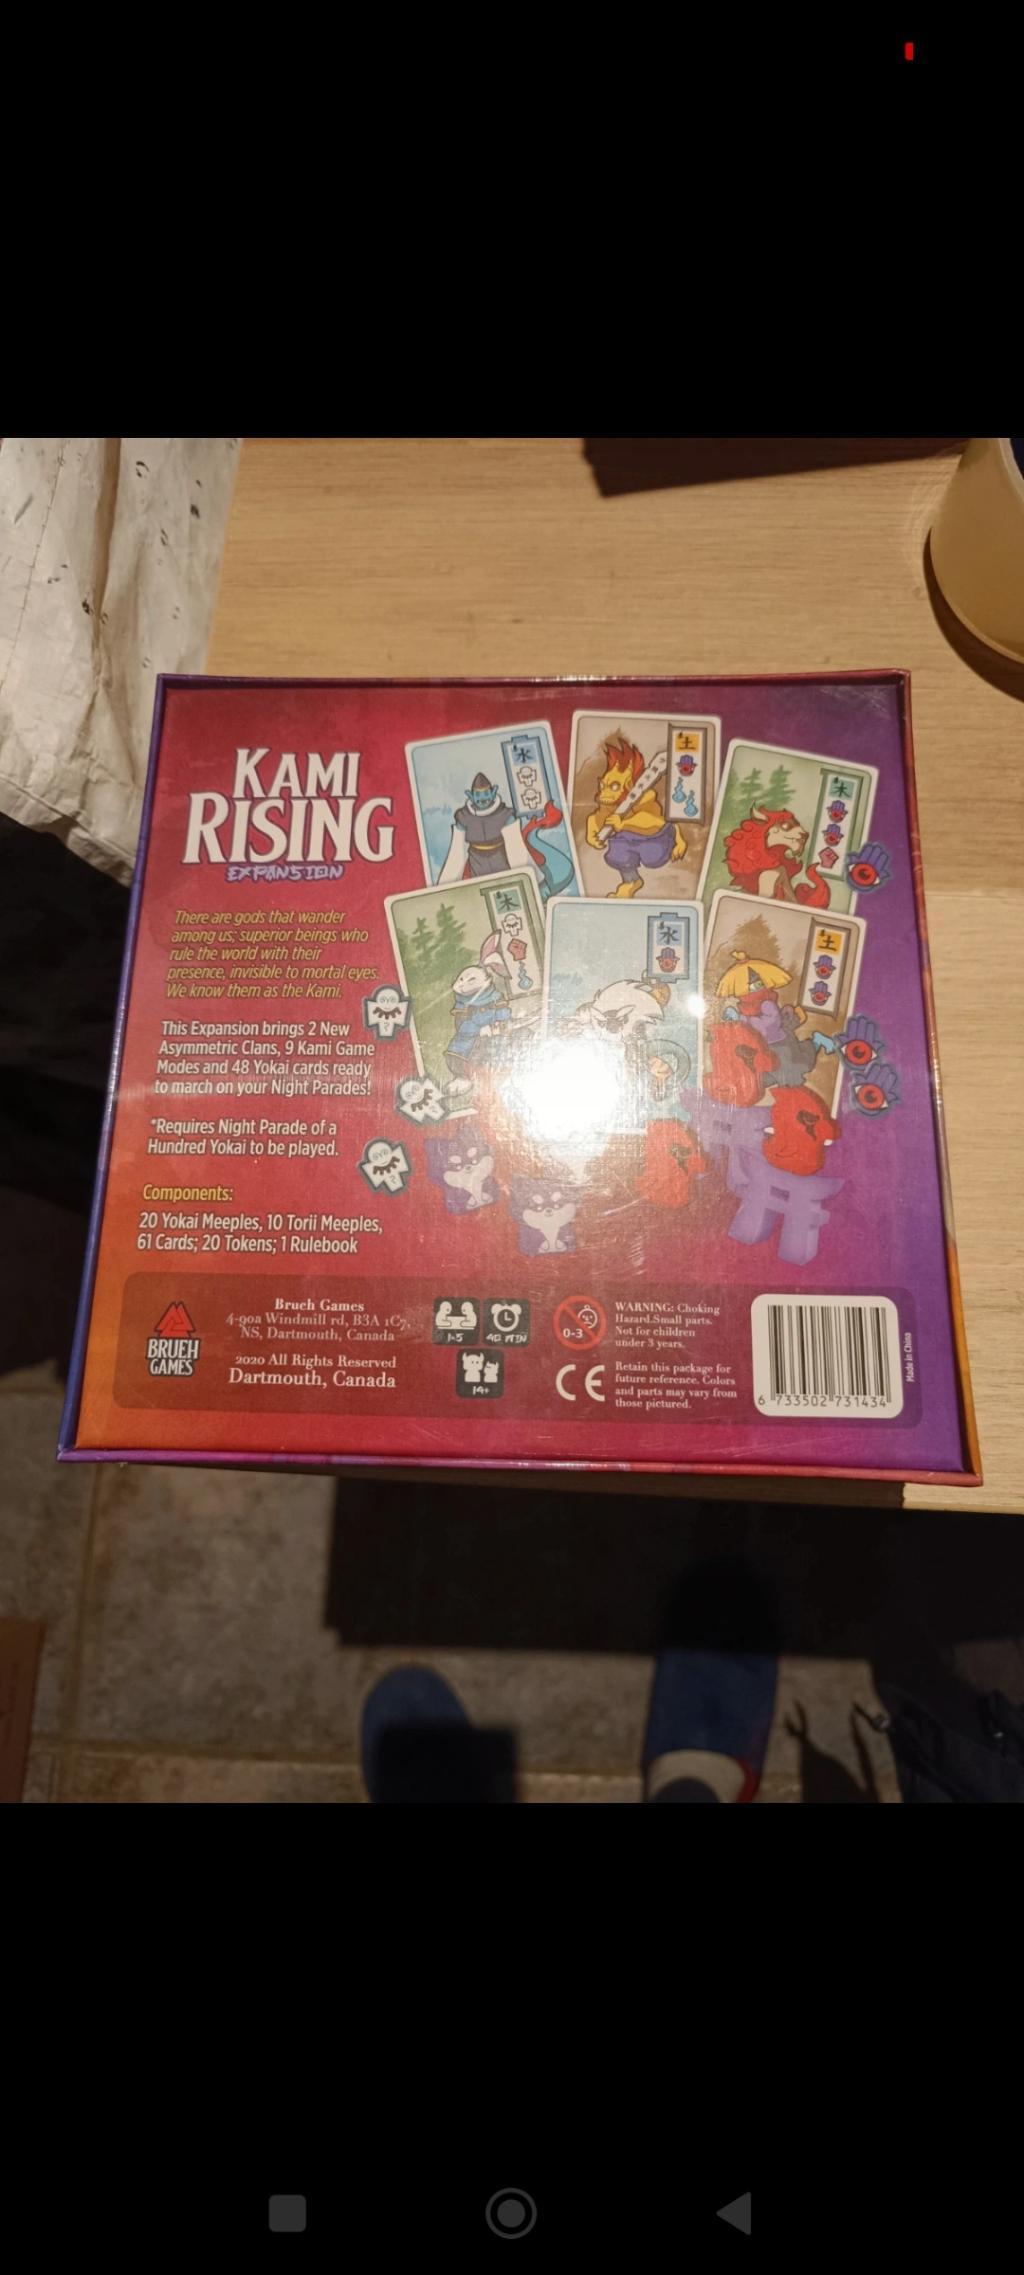 KAMI
RISING
EXPANSION
There are gods that wander
among us; superior beings who
rule the world with their
presence, invisible to mortal eyes.
We know them as the Kami.
This Expansion brings 2 New
Asymmetric Clans, 9 Kami Game
Modes and 48 Yokai cards ready
to march on your Night Parades!
*Requires Night Parade of a
Hundred Yokai to be played.
Components:
20 Yokai Meeples, 10 Torii Meeples,
61 Cards; 20 Tokens; 1 Rulebook
水
土
木
木
水
土
BRUEH
GAMES
Brueh Games
4-90a Windmill rd, B3A 1C7,
NS, Dartmouth, Canada
2020 All Rights Reserved
Dartmouth, Canada
1-5
40 MIN
14+
0-3
WARNING: Choking
Hazard.Small parts.
Not for children
under 3 years.
CE
Retain this package for
future reference. Colors
and parts may vary from
those pictured.
6 733502 731434
Made in China